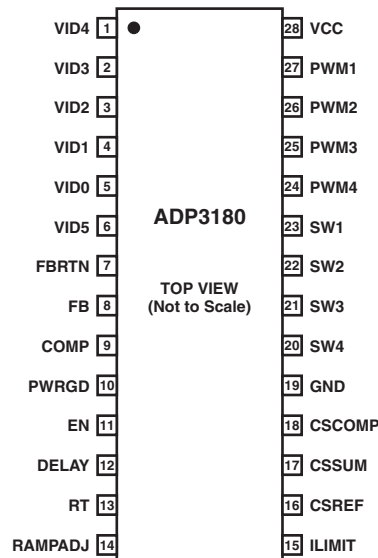 VID4 1 28 VCC
VID3 2 27 PWM1
VID2 3 26 PWM2
VID1 4 25 PWM3
VID0 5 24 PWM4
ADP3180
VID5 6 23 SW1
FBRTN 7 22 SW2
TOP VIEW
(Not to Scale)
FB 8 21 SW3
COMP 9 20 SW4
PWRGD 10 19 GND
EN 11 18 CSCOMP
DELAY 12 17 CSSUM
RT 13 16 CSREF
RAMPADJ 14 15 ILIMIT